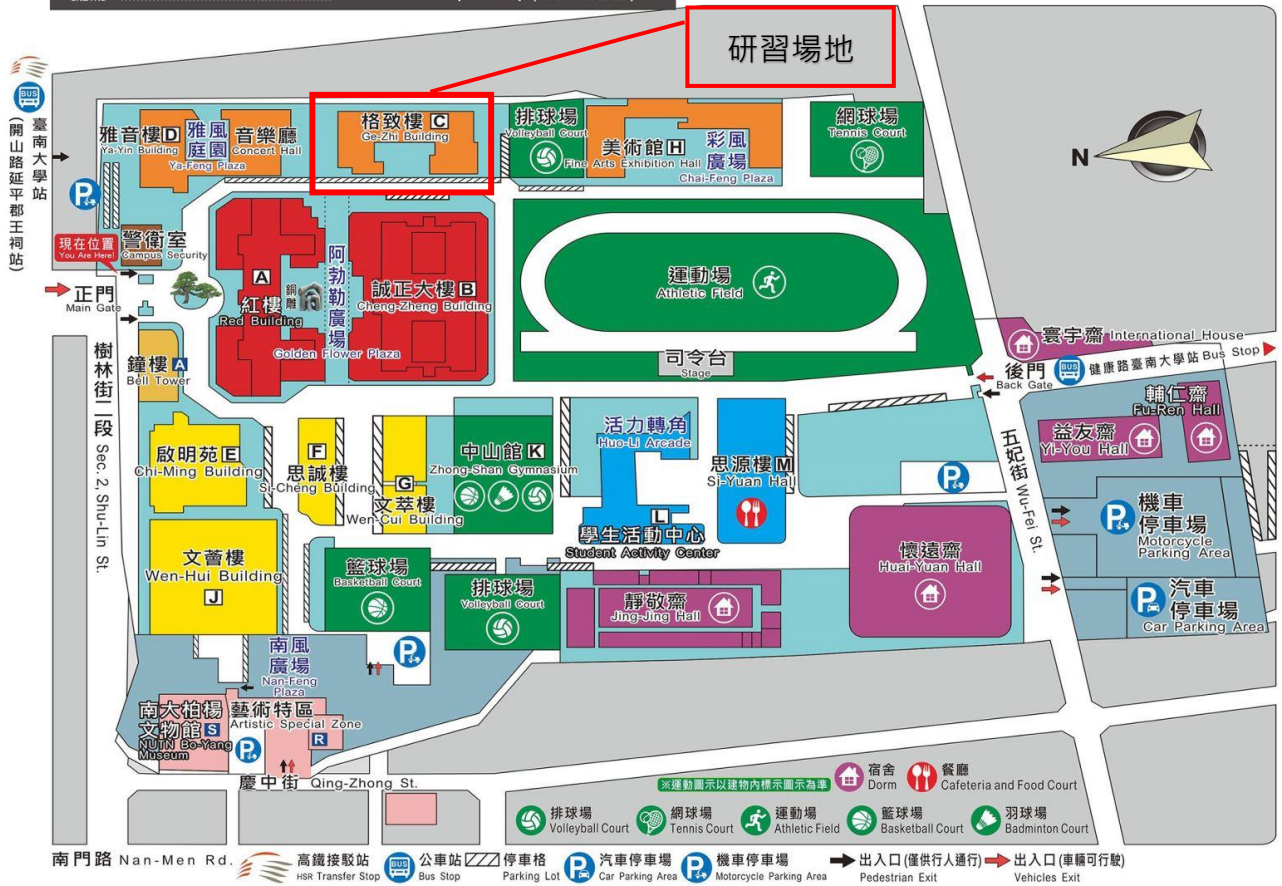 研習場地
臺南大學站
(開山路延平郡王祠站)
BUS
雅音樓 D
Ya-Yin Building
雅風
庭園
Ya-Feng Plaza
音樂廳
Concert Hall
格致樓 C
Ge-Zhi Building
排球場
Volleyball Court
美術館 H
Fine Arts Exhibition Hall
彩風
廣場
Chai-Feng Plaza
網球場
Tennis Court
N
P
警衛室
Campus Security
現在位置
You Are Here!
正門
Main Gate
A
紅樓
Red Building
銅雕
阿勃勒廣場
Golden Flower Plaza
誠正大樓 B
Cheng-Zheng Building
運動場
Athletic Field
司令台
Stage
寰宇齋 International House
後門
Back Gate
BUS
健康路臺南大學站 Bus Stop
樹林街二段 Sec. 2, Shu-Lin St.
鐘樓 A
Bell Tower
啟明苑 E
Chi-Ming Building
F
思誠樓
Si-Cheng Building
G
文萃樓
Wen-Cui Building
中山館 K
Zhong-Shan Gymnasium
活力轉角
Huo-Li Arcade
思源樓 M
Si-Yuan Hall
L
學生活動中心
Student Activity Center
P
五妃街 Wu-Fei St.
輔仁齋
Fu-Ren Hall
益友齋
Yi-You Hall
P
機車
停車場
Motorcycle
Parking Area
P
汽車
停車場
Car Parking Area
文薈樓
Wen-Hui Building
J
籃球場
Basketball Court
排球場
Volleyball Court
靜敬齋
Jing-Jing Hall
懷遠齋
Huai-Yuan Hall
P
南風
廣場
Nan-Feng
Plaza
南大柏楊
文物館 S
NUTN Bo-Yang
Museum
P
藝術特區
Artistic Special Zone
R
慶中街 Qing-Zhong St.
※運動圖示以建物內標示圖示為準
宿舍
Dorm
餐廳
Cafeteria and Food Court
排球場
Volleyball Court
網球場
Tennis Court
運動場
Athletic Field
籃球場
Basketball Court
羽球場
Badminton Court
南門路 Nan-Men Rd.
高鐵接駁站
HSR Transfer Stop
BUS
公車站
Bus Stop
停車格
Parking Lot
P
汽車停車場
Car Parking Area
P
機車停車場
Motorcycle Parking Area
出入口(僅供行人通行)
Pedestrian Exit
出入口(車輛可行駛)
Vehicles Exit